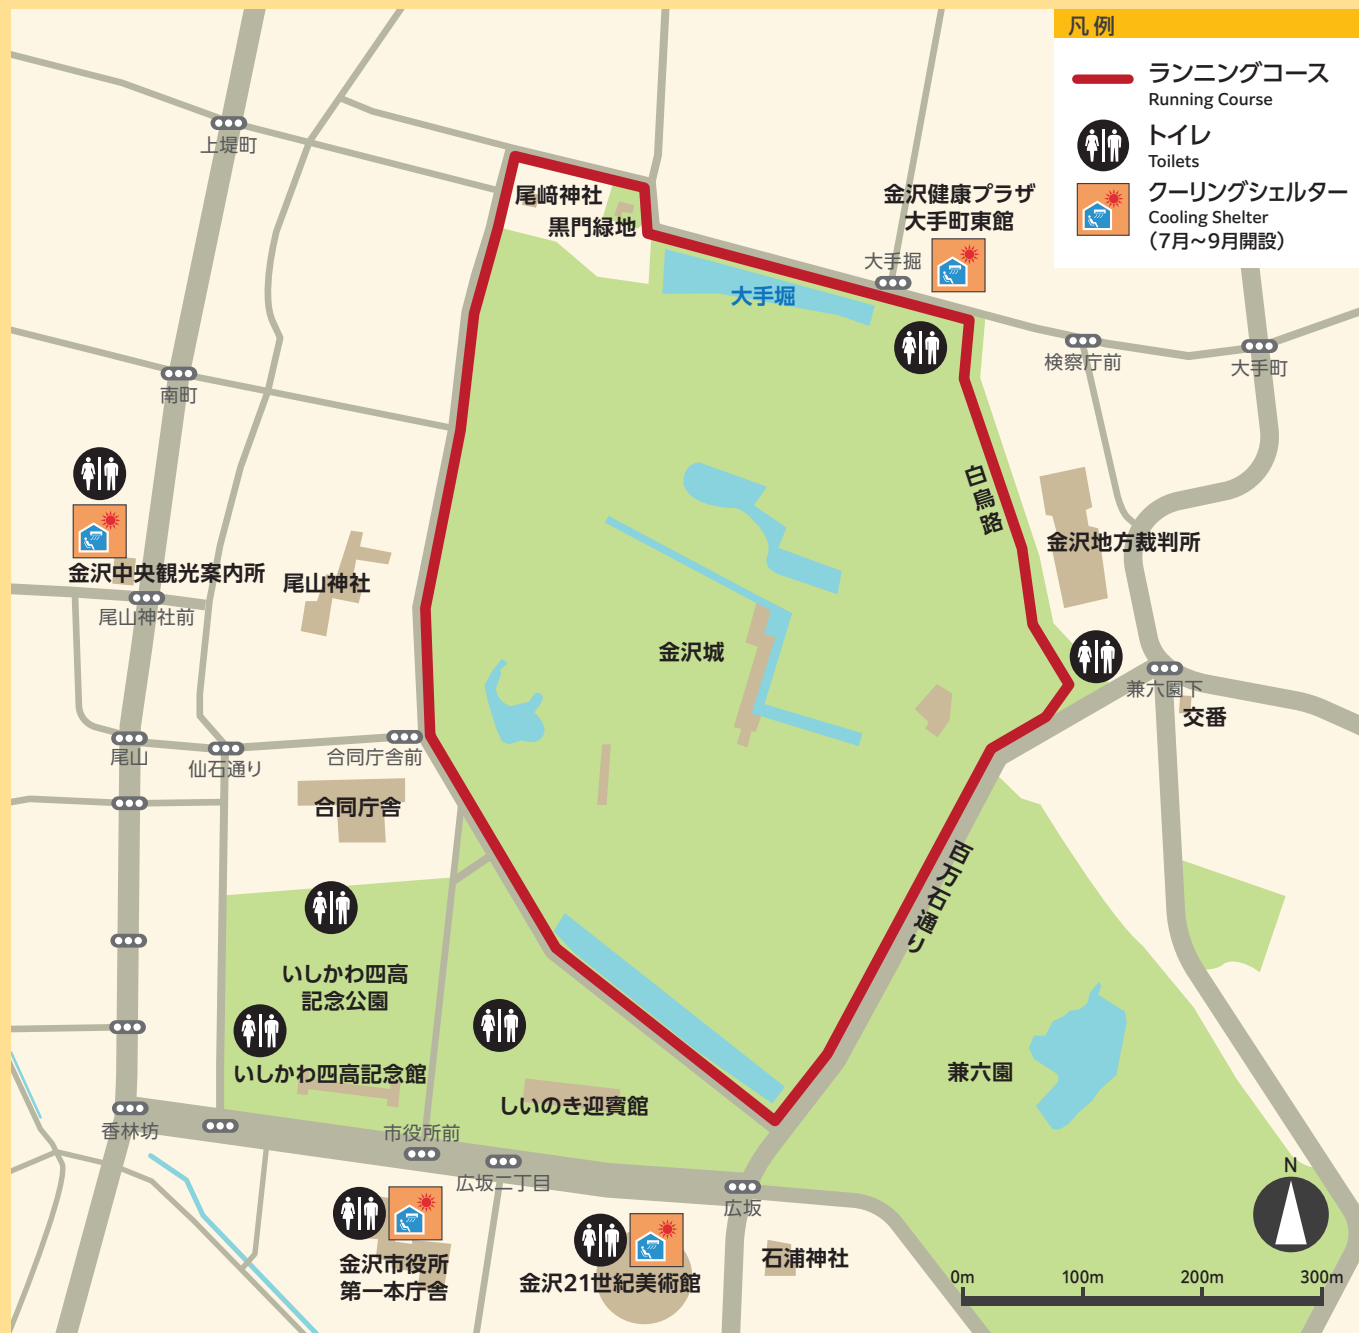 凡例
ランニングコース
Running Course
トイレ
Toilets
クーリングシェルター
Cooling Shelter
(7月～9月開設)
上堤町
尾﨑神社
黒門緑地
金沢健康プラザ
大手町東館
大手堀
大手堀
検察庁前
大手町
南町
白鳥路
金沢地方裁判所
金沢中央観光案内所
尾山神社
尾山神社前
金沢城
兼六園下
交番
尾山
仙石通り
合同庁舎前
合同庁舎
百万石通り
いしかわ四高
記念公園
いしかわ四高記念館
しいのき迎賓館
兼六園
香林坊
市役所前
広坂二丁目
広坂
金沢市役所
第一本庁舎
金沢21世紀美術館
石浦神社
N
0m
100m
200m
300m